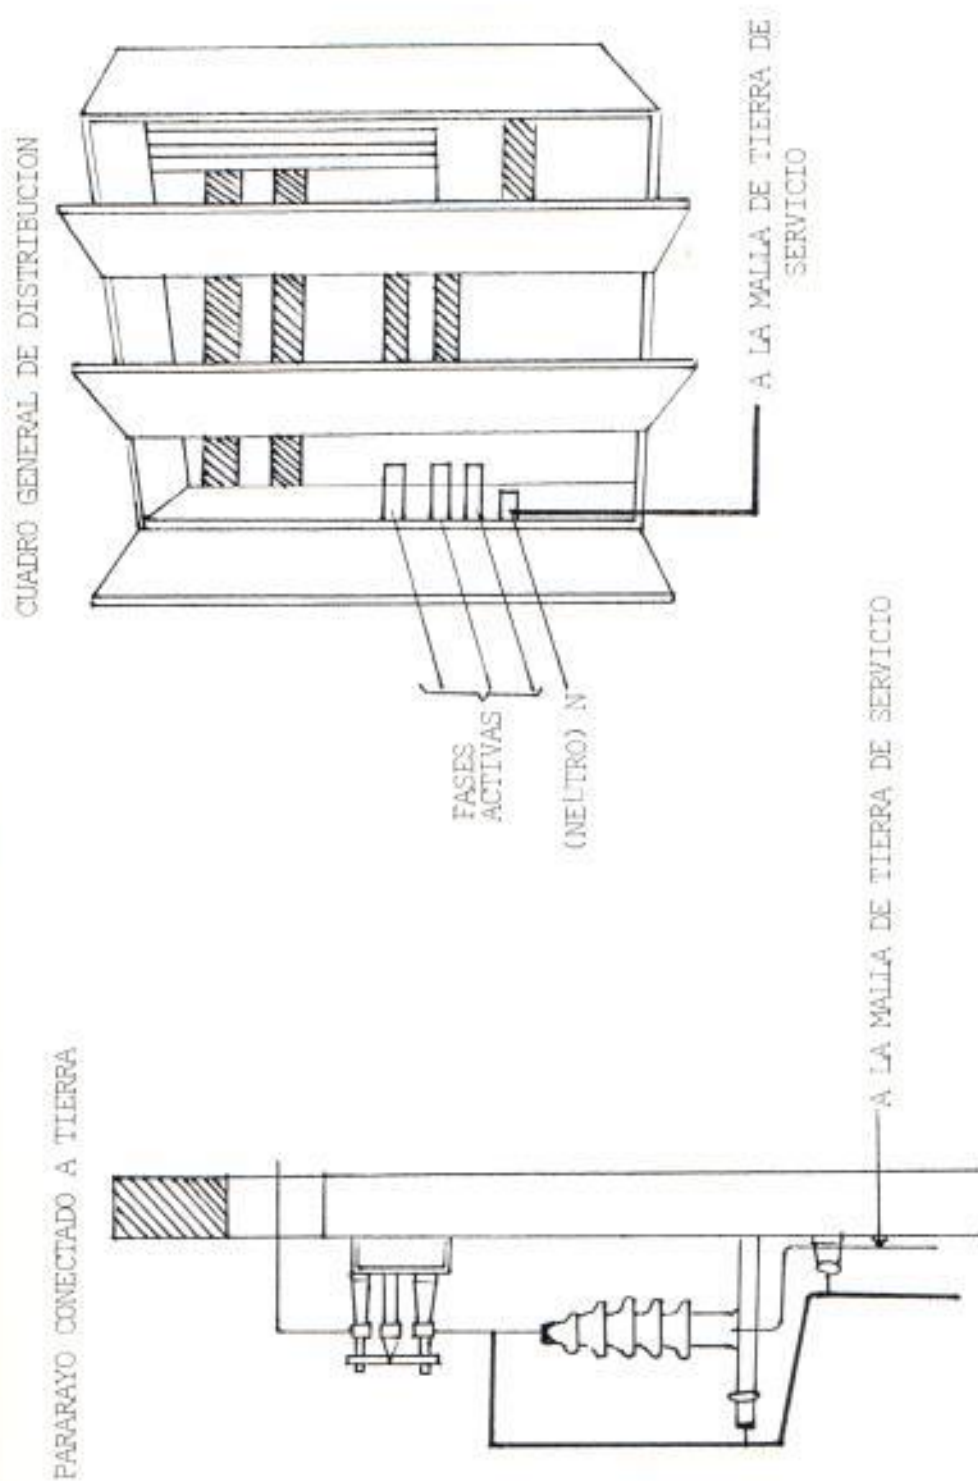 PARARAYO CONECTADO A TIERRA
A LA MALLA DE TIERRA DE SERVICIO
CUADRO GENERAL DE DISTRIBUCION
FASES
ACTIVAS
(NEUTRO) N
A LA MALLA DE TIERRA DE
SERVICIO